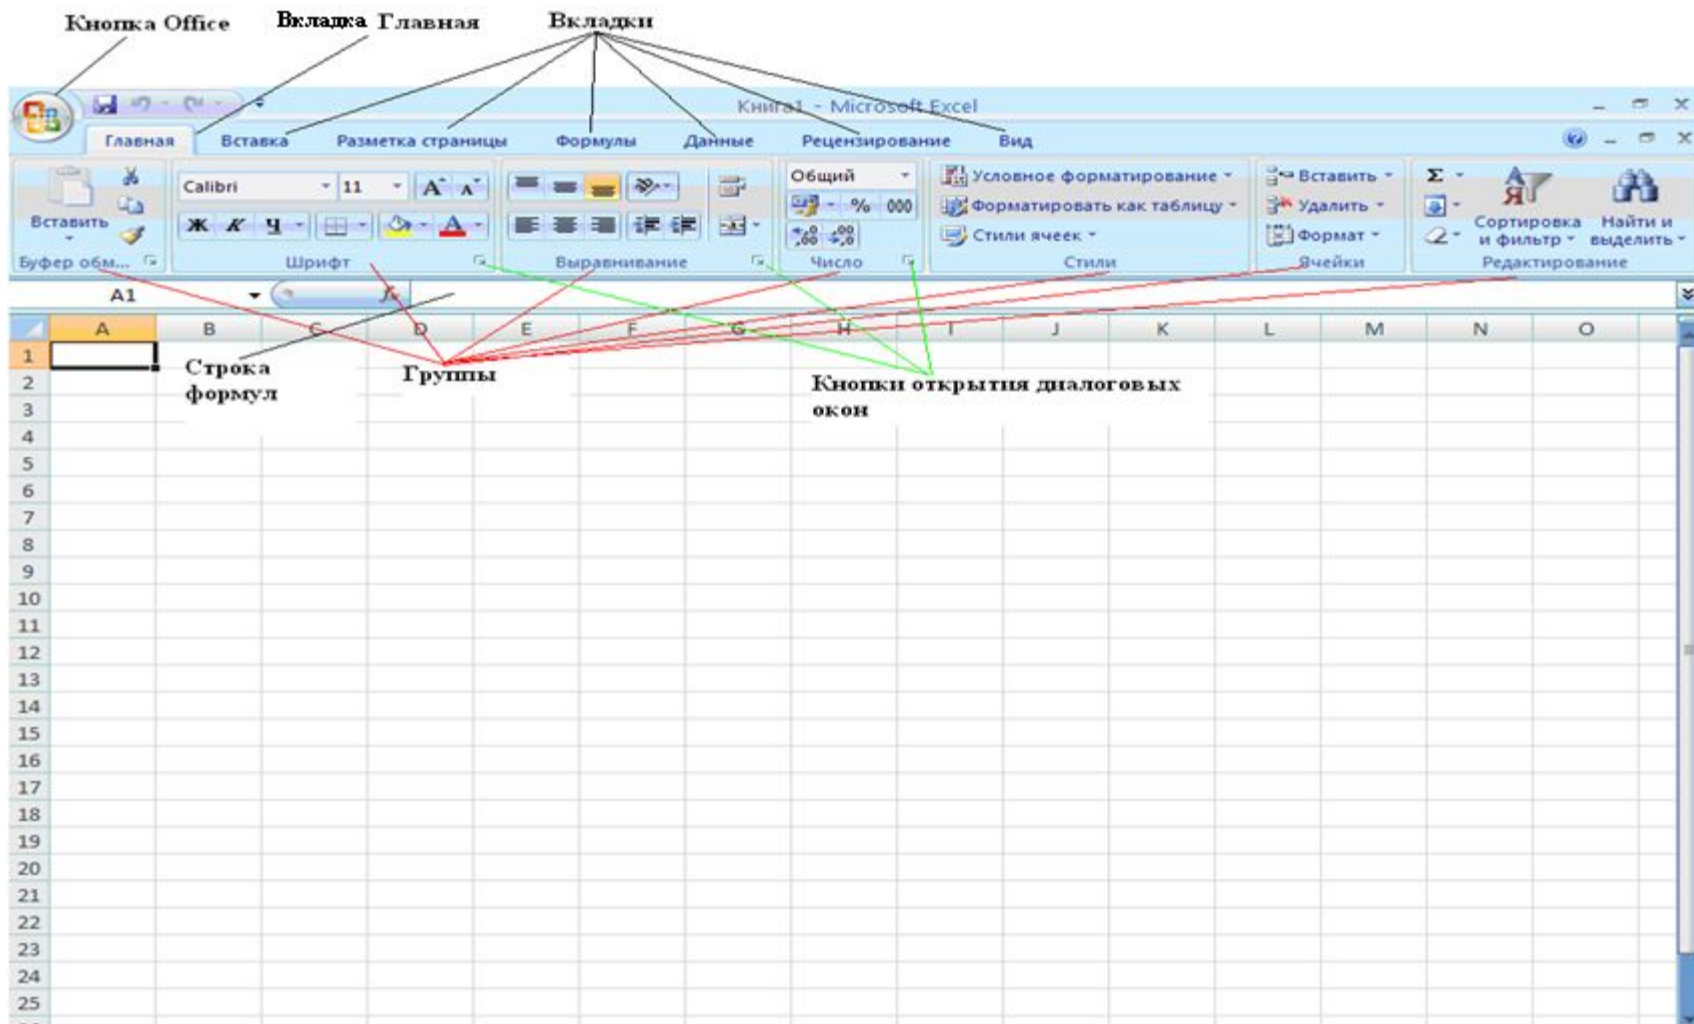 Кнопка Office Вкладка Главная Вкладки
Книга1 - Microsoft Excel
Главная Вставка Разметка страницы Формулы Данные Рецензирование Вид
Вставить
Буфер обм...
Calibri 11 А А
Ж К Ч А
Шрифт
Выравнивание
Общий
% 000
,00 ,0
Число
Условное форматирование
Форматировать как таблицу
Стили ячеек
Стили
Вставить
Удалить
Формат
Ячейки
Σ
Сортировка и фильтр
Найти и выделить
Редактирование
A1 fx
A B C D E F G H I J K L M N O
Строка
формул
Группы
Кнопки открытия диалоговых
окон
1
2
3
4
5
6
7
8
9
10
11
12
13
14
15
16
17
18
19
20
21
22
23
24
25